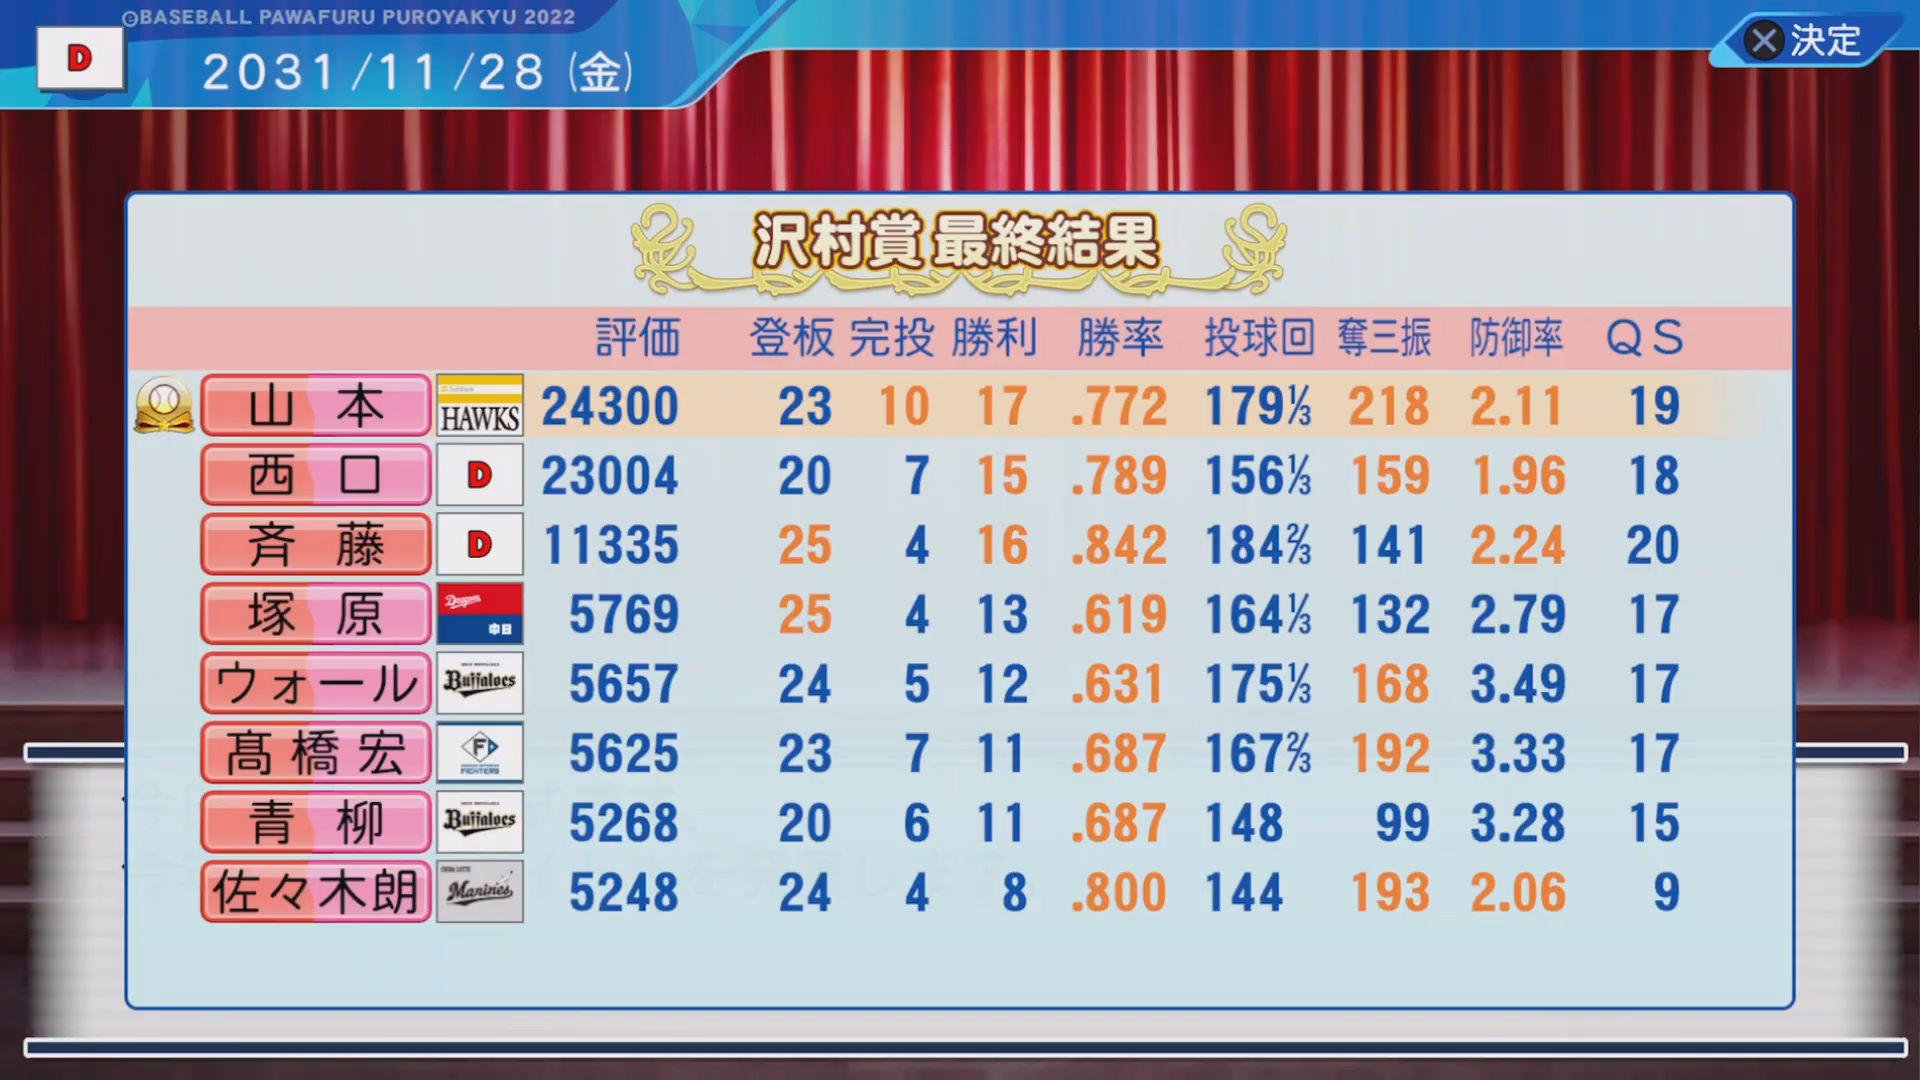 ©BASEBALL PAWAFURU PUROYAKYU 2022
D
2031/11/28 (金)
決定
沢村賞 最終結果
評価 登板 完投 勝利 勝率 投球回 奪三振 防御率 QS
山本 HAWKS 24300 23 10 17 .772 179⅓ 218 2.11 19
西口 D 23004 20 7 15 .789 156⅓ 159 1.96 18
斉藤 D 11335 25 4 16 .842 184⅔ 141 2.24 20
塚原 Dragons 中日 5769 25 4 13 .619 164⅓ 132 2.79 17
ウォール Buffaloes 5657 24 5 12 .631 175⅓ 168 3.49 17
髙橋宏 F FIGHTERS 5625 23 7 11 .687 167⅔ 192 3.33 17
青柳 Buffaloes 5268 20 6 11 .687 148 99 3.28 15
佐々木朗 Marines 5248 24 4 8 .800 144 193 2.06 9